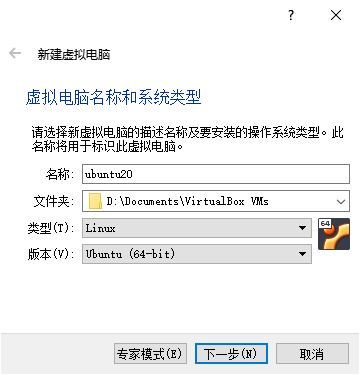 ?
新建虚拟电脑
虚拟电脑名称和系统类型
请选择新虚拟电脑的描述名称及要安装的操作系统类型。此
名称将用于标识此虚拟电脑。
名称: ubuntu20
文件夹: D:\Documents\VirtualBox VMs
类型(T): Linux
64
版本(V): Ubuntu (64-bit)
专家模式(E) 下一步(N) 取消